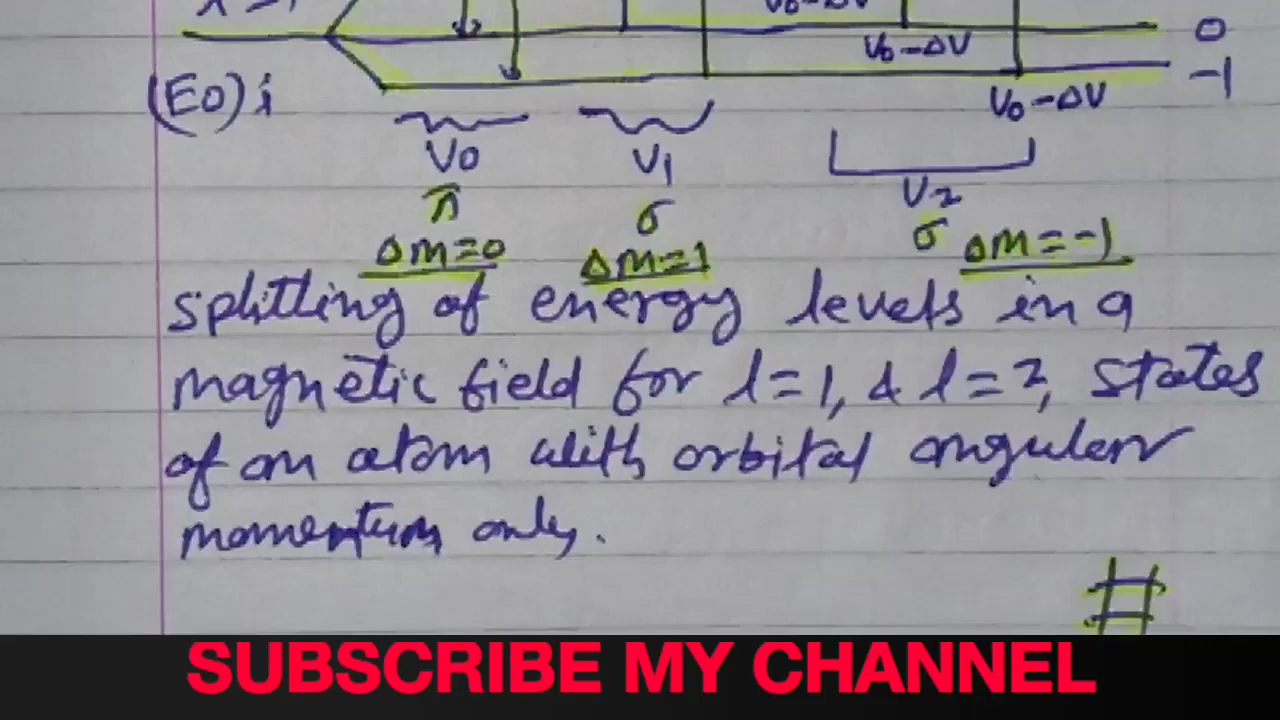 V0-ΔV
0
V0-ΔV
-1
(E0)i
V0-ΔV
V0 V1 V2
π σ σ
ΔM=0 ΔM=1 ΔM=-1
splitting of energy levels in a
magnetic field for l=1, & l=2, states
of an atom with orbital angular
momentum only.
#
SUBSCRIBE MY CHANNEL